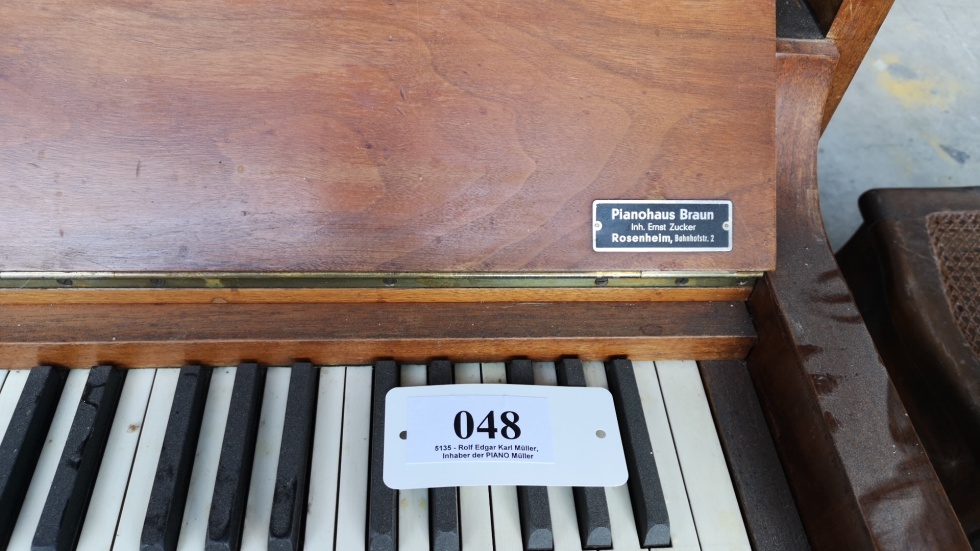 Pianohaus Braun
Inh. Ernst Zucker
Rosenheim, Bahnhofstr. 2
048
5135 - Rolf Edgar Karl Müller,
Inhaber der PIANO Müller